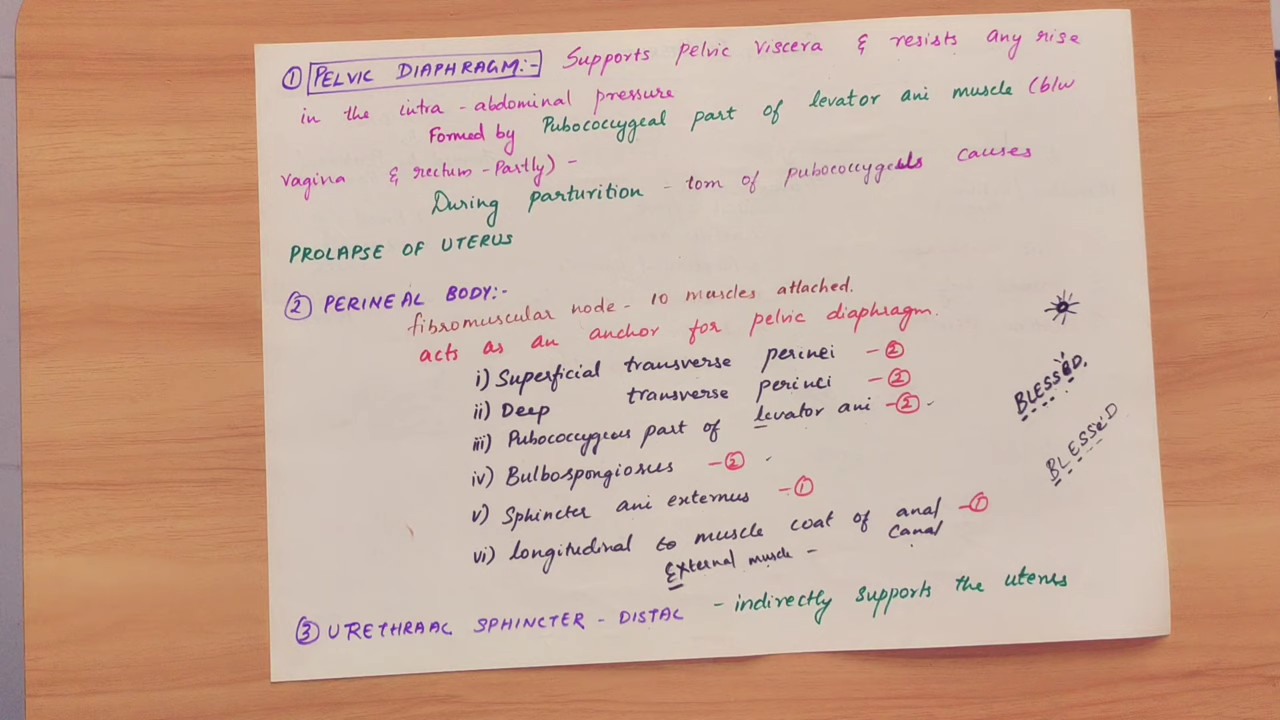 ① PELVIC DIAPHRAGM:- Supports pelvic viscera & resists any rise
in the intra - abdominal pressure
Formed by Pubococcygeal part of levator ani muscle (b/w
vagina & rectum - Partly) -
During parturition - torn of pubococcygeals causes
PROLAPSE OF UTERUS
② PERINEAL BODY:-
fibromuscular node - 10 muscles attached.
acts as an anchor for pelvic diaphragm.
i) Superficial transverse perinei - ②
ii) Deep transverse perinei - ②
iii) Pubococcygeus part of levator ani - ②
iv) Bulbospongiosus - ②
v) Sphincter ani externus - ①
vi) longitudinal to muscle coat of anal - ①
canal
External muscle -
③ URETHRAAL SPHINCTER - DISTAL - indirectly supports the uterus
BLESSED.
BLESSED